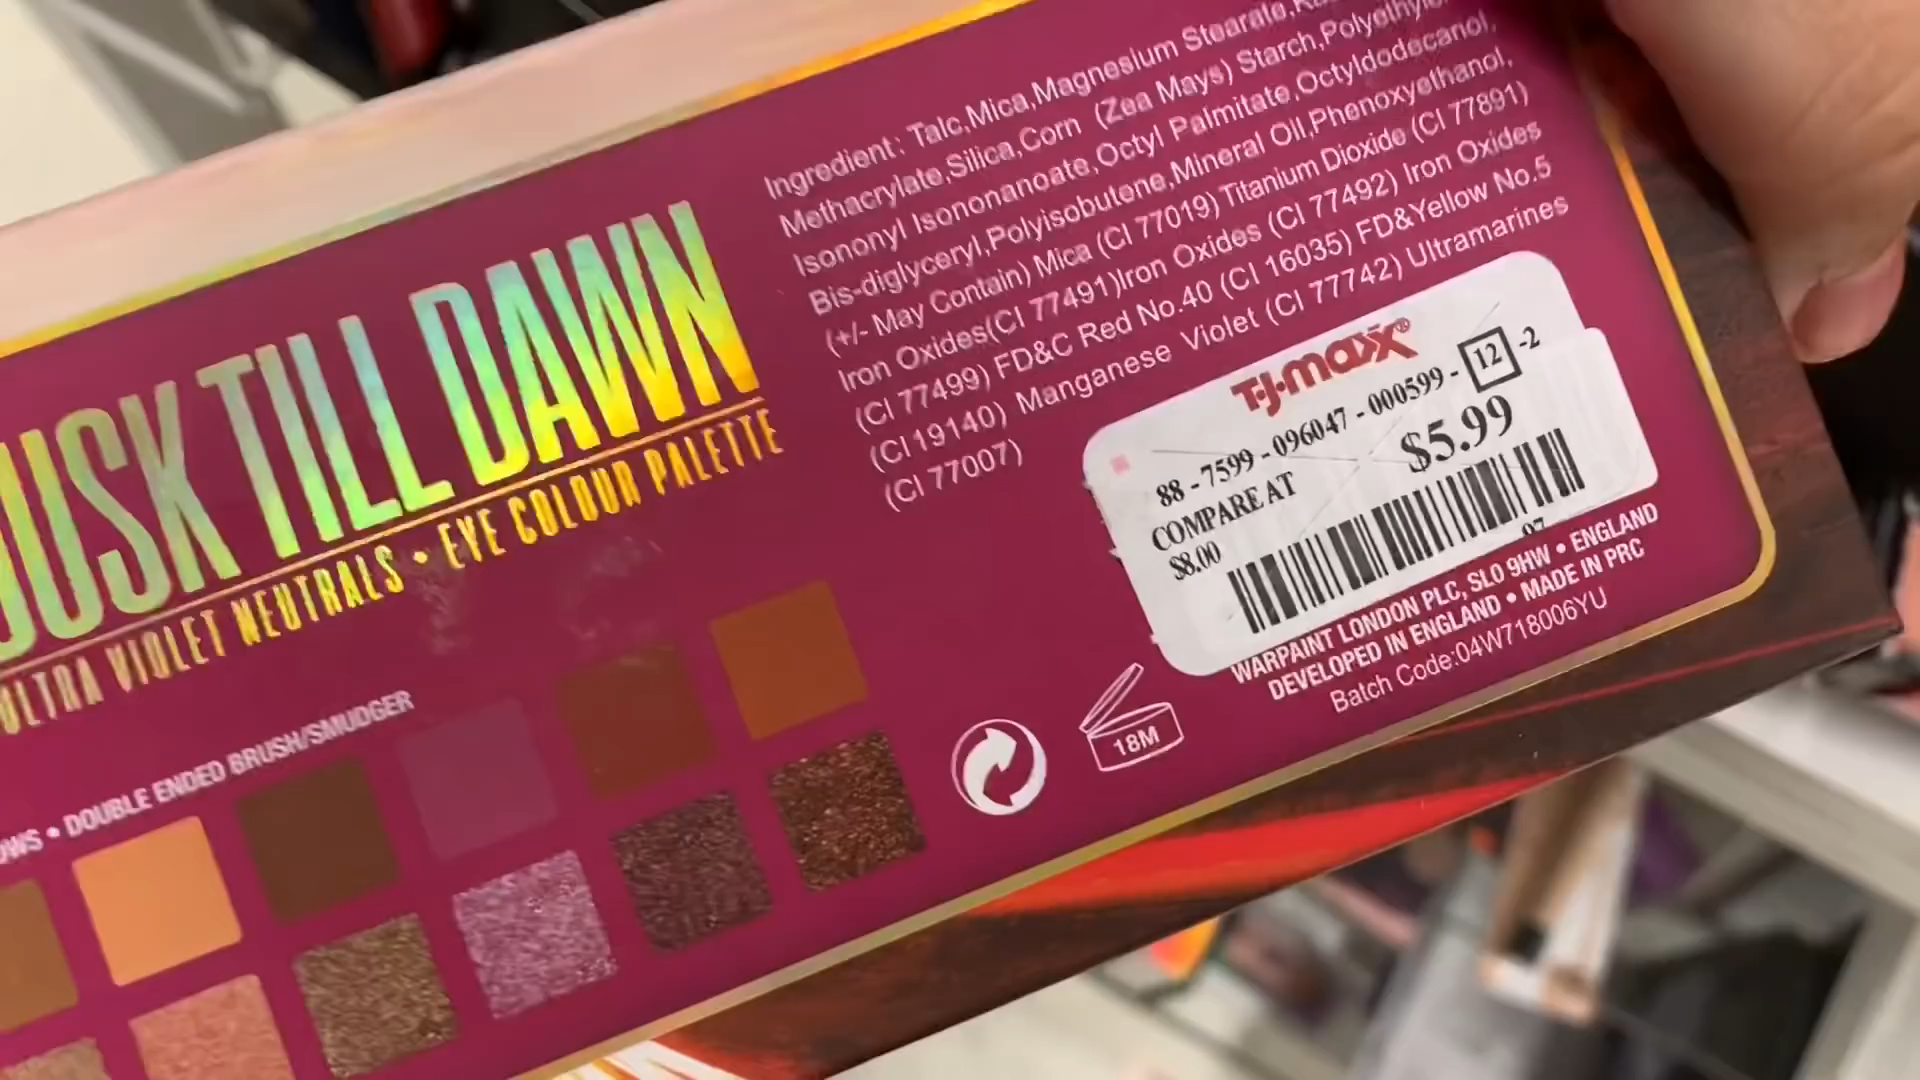 Ingredient: Talc,Mica,Magnesium Stearate,
Methacrylate,Silica,Corn (Zea Mays) Starch,
Isononyl Isononanoate,Octyl Palmitate,Octyldodecanol,
Bis-diglyceryl,Polyisobutene,Mineral Oil,Phenoxyethanol,
(+/- May Contain) Mica (CI 77019) Titanium Dioxide (CI 77891)
Iron Oxides(CI 77491)Iron Oxides (CI 77492) Iron Oxides
(CI 77499) FD&C Red No.40 (CI 16035) FD&Yellow No.5
(CI 19140) Manganese Violet (CI 77742) Ultramarines
(CI 77007)
DUSK TILL DAWN
ULTRA VIOLET NEUTRALS • EYE COLOUR PALETTE
• DOUBLE ENDED BRUSH/SMUDGER
T·J·maxx®
88 - 7599 - 096047 - 000599 - 12 -2
COMPARE AT
$8.00
$5.99
07
WARPAINT LONDON PLC, SL0 9HW • ENGLAND
DEVELOPED IN ENGLAND • MADE IN PRC
Batch Code:04W718006YU
18M